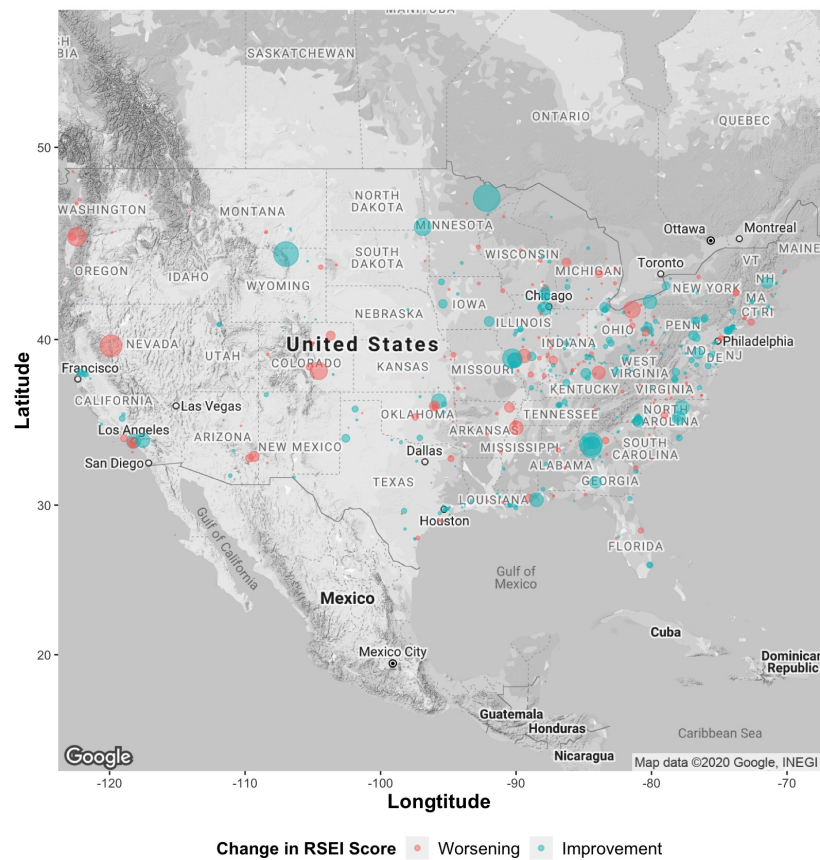 MANITOBA
SASKATCHEWAN
ONTARIO
QUEBEC
50
WASHINGTON
MONTANA
NORTH
DAKOTA
MINNESOTA
Ottawa
Montreal
MAINE
OREGON
IDAHO
SOUTH
DAKOTA
WISCONSIN
MICHIGAN
Toronto
VT
NH
WYOMING
Chicago
NEW YORK
MA
CT RI
IOWA
NEBRASKA
ILLINOIS
OHIO
PENN
40
NEVADA
United States
INDIANA
Philadelphia
UTAH
COLORADO
KANSAS
MISSOURI
WEST
VIRGINIA
MD
DE
NJ
Francisco
KENTUCKY
VIRGINIA
CALIFORNIA
Las Vegas
OKLAHOMA
TENNESSEE
NORTH
CAROLINA
Los Angeles
ARIZONA
NEW MEXICO
ARKANSAS
MISSISSIPPI
SOUTH
CAROLINA
San Diego
Dallas
ALABAMA
TEXAS
GEORGIA
30
LOUISIANA
Houston
Gulf of California
FLORIDA
Gulf of
Mexico
Mexico
Cuba
20
Mexico City
Dominican
Republic
Guatemala
Honduras
Caribbean Sea
Nicaragua
Google
Map data ©2020 Google, INEGI
-120
-110
-100
-90
-80
-70
Latitude
Longtitude
Change in RSEI Score
Worsening
Improvement